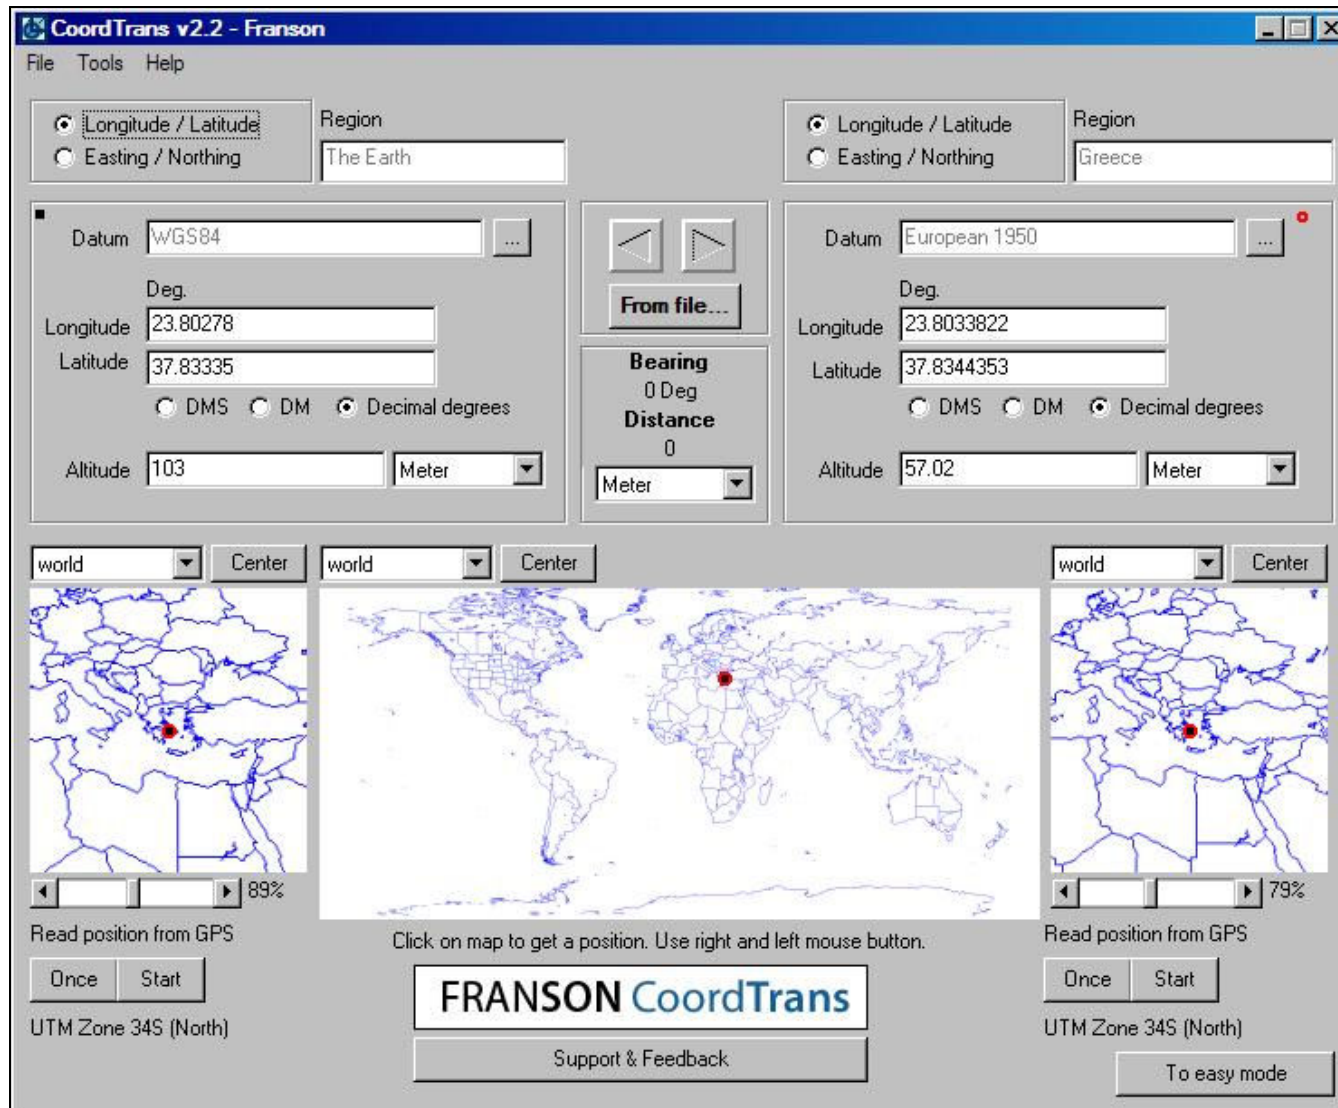 CoordTrans v2.2 - Franson
File Tools Help
Longitude / Latitude
Easting / Northing
Region
The Earth
Longitude / Latitude
Easting / Northing
Region
Greece
Datum WGS84 ...
Deg.
Longitude 23.80278
Latitude 37.83335
DMS DM Decimal degrees
Altitude 103 Meter
From file...
Bearing
0 Deg
Distance
0
Meter
Datum European 1950 ...
Deg.
Longitude 23.8033822
Latitude 37.8344353
DMS DM Decimal degrees
Altitude 57.02 Meter
world Center
world Center
world Center
89%
79%
Read position from GPS
Once Start
UTM Zone 34S (North)
Click on map to get a position. Use right and left mouse button.
FRANSON CoordTrans
Support & Feedback
Read position from GPS
Once Start
UTM Zone 34S (North)
To easy mode